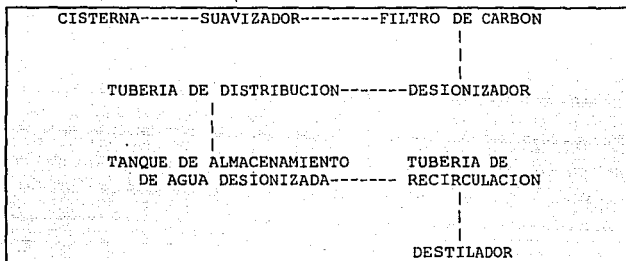 CISTERNA------SUAVIZADOR--------FILTRO DE CARBON
TUBERIA DE DISTRIBUCION-------DESIONIZADOR
TANQUE DE ALMACENAMIENTO TUBERIA DE
DE AGUA DESIONIZADA------- RECIRCULACION
DESTILADOR